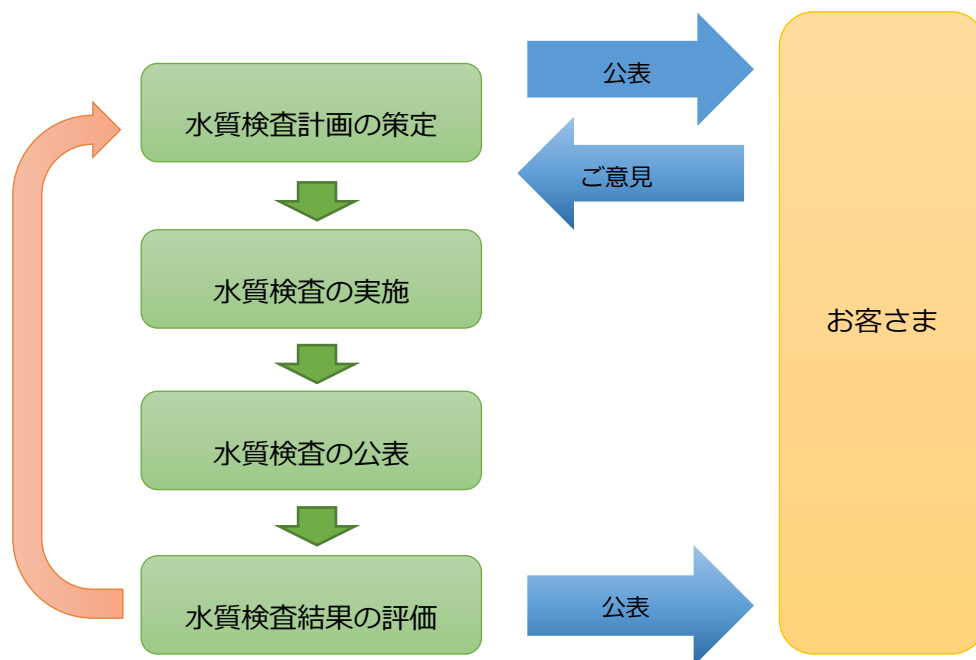 公表
水質検査計画の策定
ご意見
水質検査の実施
お客さま
水質検査の公表
水質検査結果の評価
公表